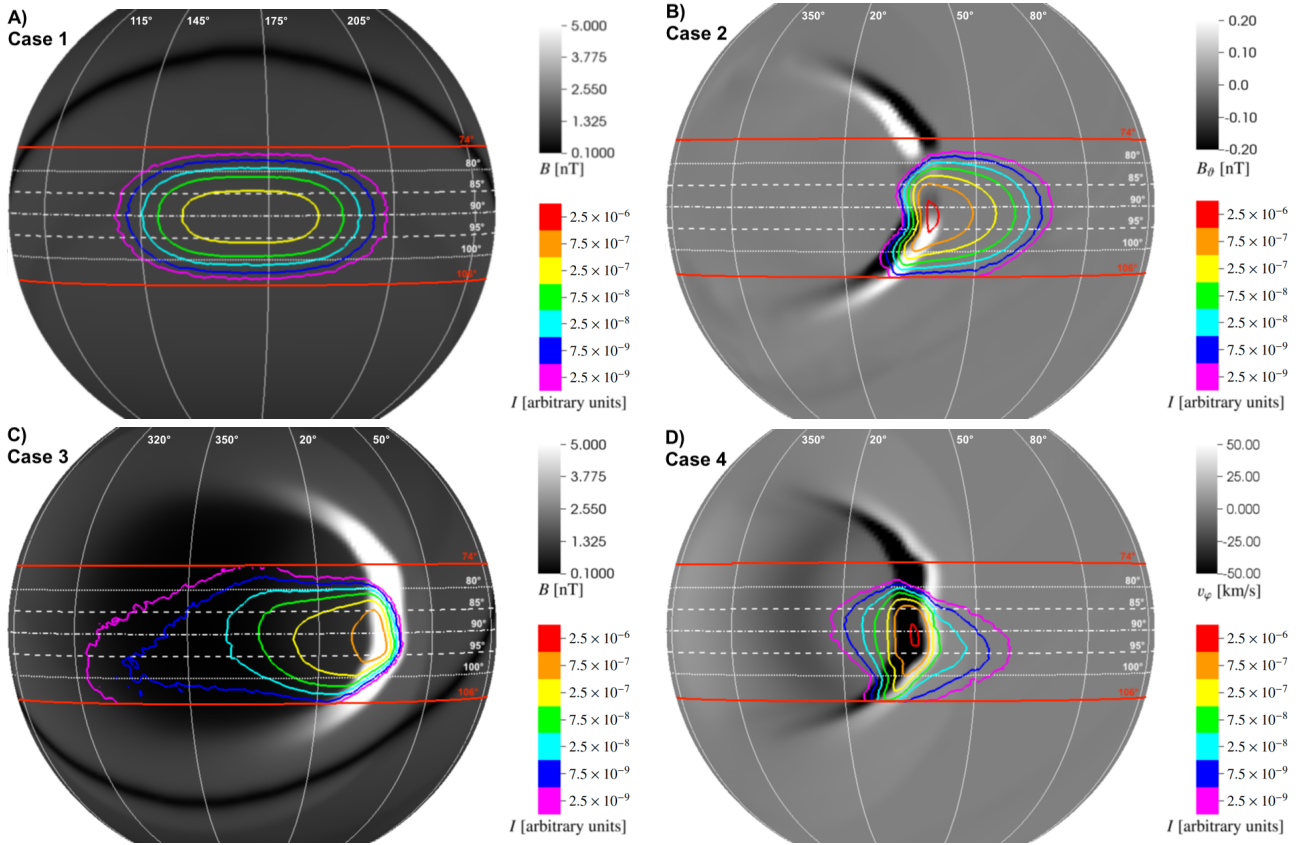 A)
Case 1
115° 145° 175° 205°
74°
80°
85°
90°
95°
100°
106°
5.000
3.775
2.550
1.325
0.1000
B [nT]
2.5 × 10⁻⁶
7.5 × 10⁻⁷
2.5 × 10⁻⁷
7.5 × 10⁻⁸
2.5 × 10⁻⁸
7.5 × 10⁻⁹
2.5 × 10⁻⁹
I [arbitrary units]
B)
Case 2
350° 20° 50° 80°
74°
80°
85°
90°
95°
100°
106°
0.20
0.10
0.0
-0.10
-0.20
Bϑ [nT]
2.5 × 10⁻⁶
7.5 × 10⁻⁷
2.5 × 10⁻⁷
7.5 × 10⁻⁸
2.5 × 10⁻⁸
7.5 × 10⁻⁹
2.5 × 10⁻⁹
I [arbitrary units]
C)
Case 3
320° 350° 20° 50°
74°
80°
85°
90°
95°
100°
106°
5.000
3.775
2.550
1.325
0.1000
B [nT]
2.5 × 10⁻⁶
7.5 × 10⁻⁷
2.5 × 10⁻⁷
7.5 × 10⁻⁸
2.5 × 10⁻⁸
7.5 × 10⁻⁹
2.5 × 10⁻⁹
I [arbitrary units]
D)
Case 4
350° 20° 50° 80°
74°
80°
85°
90°
95°
100°
106°
50.00
25.00
0.000
-25.00
-50.00
vφ [km/s]
2.5 × 10⁻⁶
7.5 × 10⁻⁷
2.5 × 10⁻⁷
7.5 × 10⁻⁸
2.5 × 10⁻⁸
7.5 × 10⁻⁹
2.5 × 10⁻⁹
I [arbitrary units]